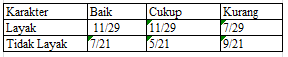 Karakter Baik Cukup Kurang
Layak 11/29 11/29 7/29
Tidak Layak 7/21 5/21 9/21